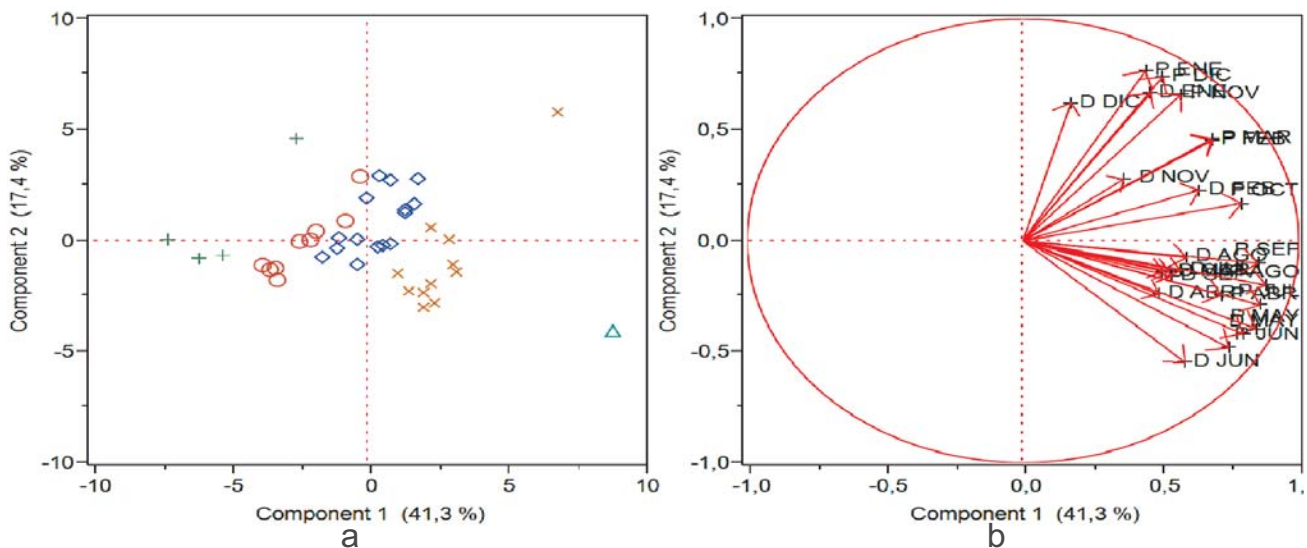 10
5
0
-5
-10
-10
-5
0
5
10
Component 2 (17,4 %)
Component 1 (41,3 %)
a
1,0
0,5
0,0
-0,5
-1,0
-1,0
-0,5
0,0
0,5
1,
Component 2 (17,4 %)
Component 1 (41,3 %)
b
P ENE
P DIC
D ENE
P NOV
D DIC
P MAR
P FEB
D NOV
D FEB
P OCT
P SEP
D AGO
P AGO
D ABR
P ABR
P JUL
MAY
P JUN
D JUN